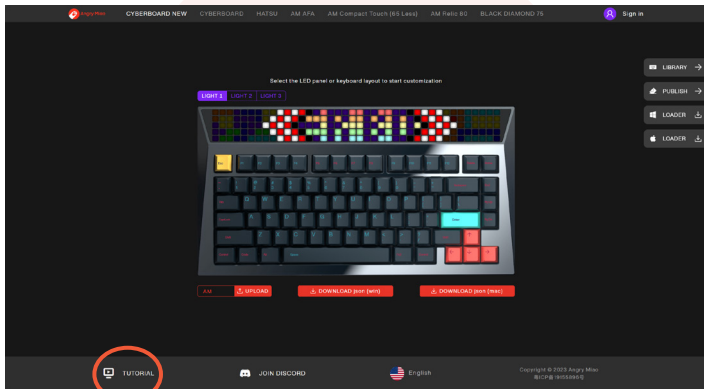 Angry Miao CYBERBOARD NEW CYBERBOARD HATSU AM AFA AM Compact Touch (65 Less) AM Relic 80 BLACK DIAMOND 75 Sign in
LIBRARY
PUBLISH
LOADER
LOADER
Select the LED panel or keyboard layout to start customization
LIGHT 1 LIGHT 2 LIGHT 3
AM UPLOAD DOWNLOAD json (win) DOWNLOAD json (mac)
TUTORIAL JOIN DISCORD English
Copyright © 2023 Angry Miao